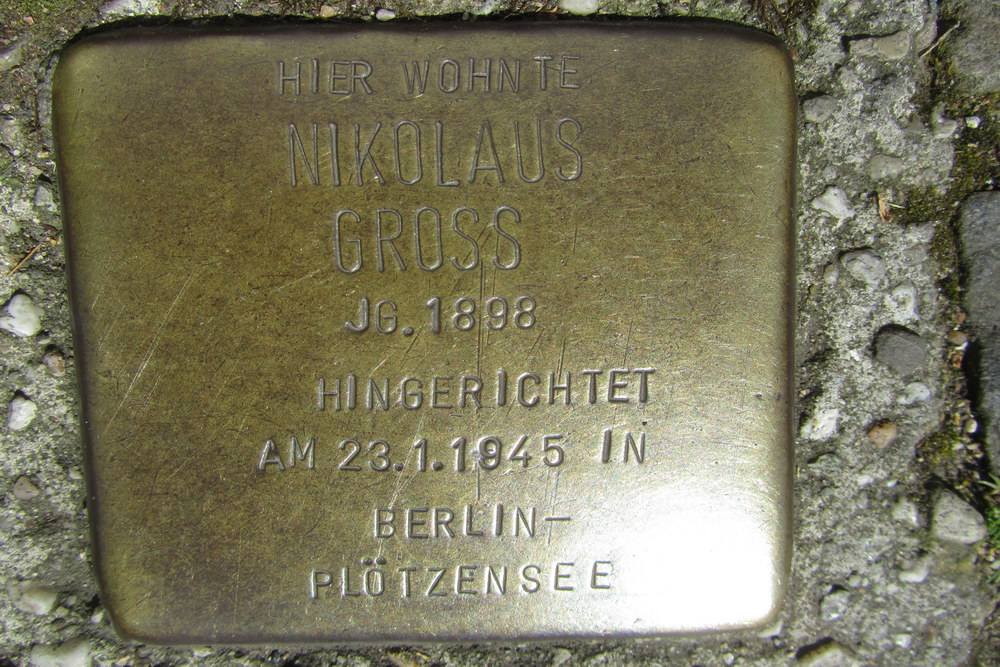 HIER WOHNTE
NIKOLAUS
GROSS
JG. 1898
HINGERICHTET
AM 23.1.1945 IN
BERLIN-
PLÖTZENSEE